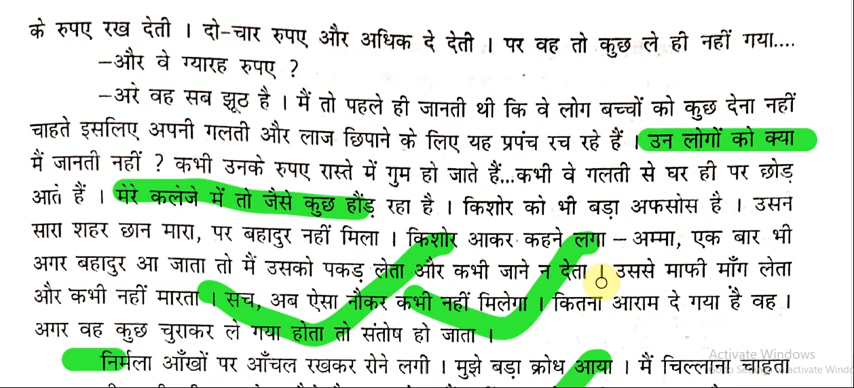 के रुपए रख देती । दो-चार रुपए और अधिक दे देती । पर वह तो कुछ ले ही नहीं गया....
–और वे ग्यारह रुपए ?
–अरे वह सब झूठ है । मैं तो पहले ही जानती थी कि वे लोग बच्चों को कुछ देना नहीं
चाहते इसलिए अपनी गलती और लाज छिपाने के लिए यह प्रपंच रच रहे हैं । उन लोगों को क्या
मैं जानती नहीं ? कभी उनके रुपए रास्ते में गुम हो जाते हैं...कभी वे गलती से घर ही पर छोड़
आते हैं । मेरे कलेजे में तो जैसे कुछ हौंड़ रहा है । किशोर को भी बड़ा अफसोस है । उसने
सारा शहर छान मारा, पर बहादुर नहीं मिला । किशोर आकर कहने लगा – अम्मा, एक बार भी
अगर बहादुर आ जाता तो मैं उसको पकड़ लेता और कभी जाने न देता । उससे माफी माँग लेता
और कभी नहीं मारता । सच, अब ऐसा नौकर कभी नहीं मिलेगा । कितना आराम दे गया है वह ।
अगर वह कुछ चुराकर ले गया होता तो संतोष हो जाता ।
निर्मला आँखों पर आँचल रखकर रोने लगी । मुझे बड़ा क्रोध आया । मैं चिल्लाना चाहता
Activate Windows